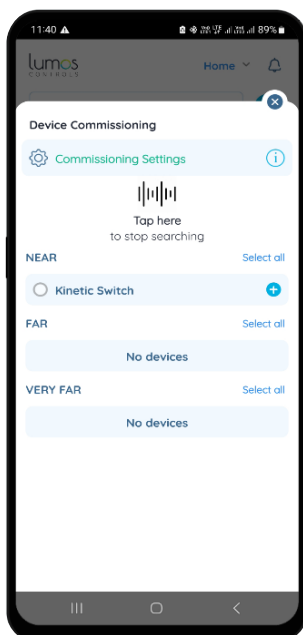 11:40
89%
lumos
CONTROLS
Home
Device Commissioning
Commissioning Settings
Tap here
to stop searching
NEAR
Select all
Kinetic Switch
FAR
Select all
No devices
VERY FAR
Select all
No devices